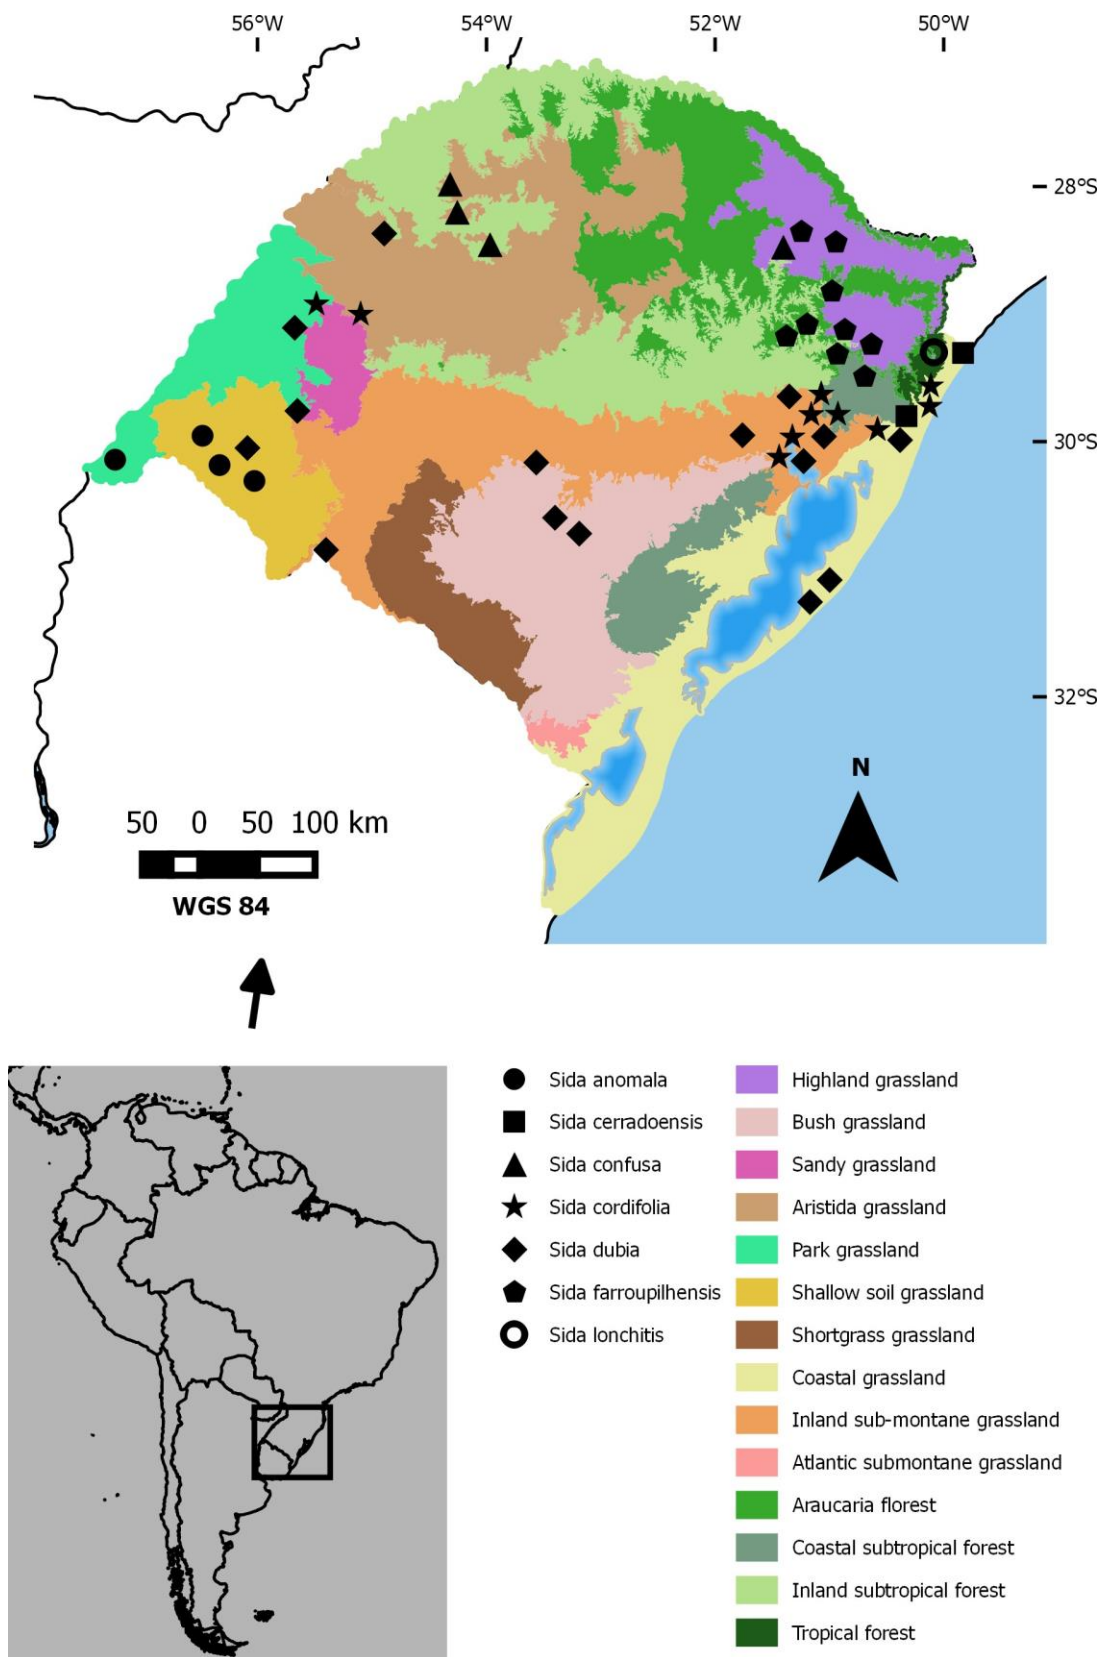 56°W 54°W 52°W 50°W
28°S
30°S
32°S
N
50 0 50 100 km
WGS 84
Sida anomala
Sida cerradoensis
Sida confusa
Sida cordifolia
Sida dubia
Sida farroupilhensis
Sida lonchitis
Highland grassland
Bush grassland
Sandy grassland
Aristida grassland
Park grassland
Shallow soil grassland
Shortgrass grassland
Coastal grassland
Inland sub-montane grassland
Atlantic submontane grassland
Araucaria florest
Coastal subtropical forest
Inland subtropical forest
Tropical forest